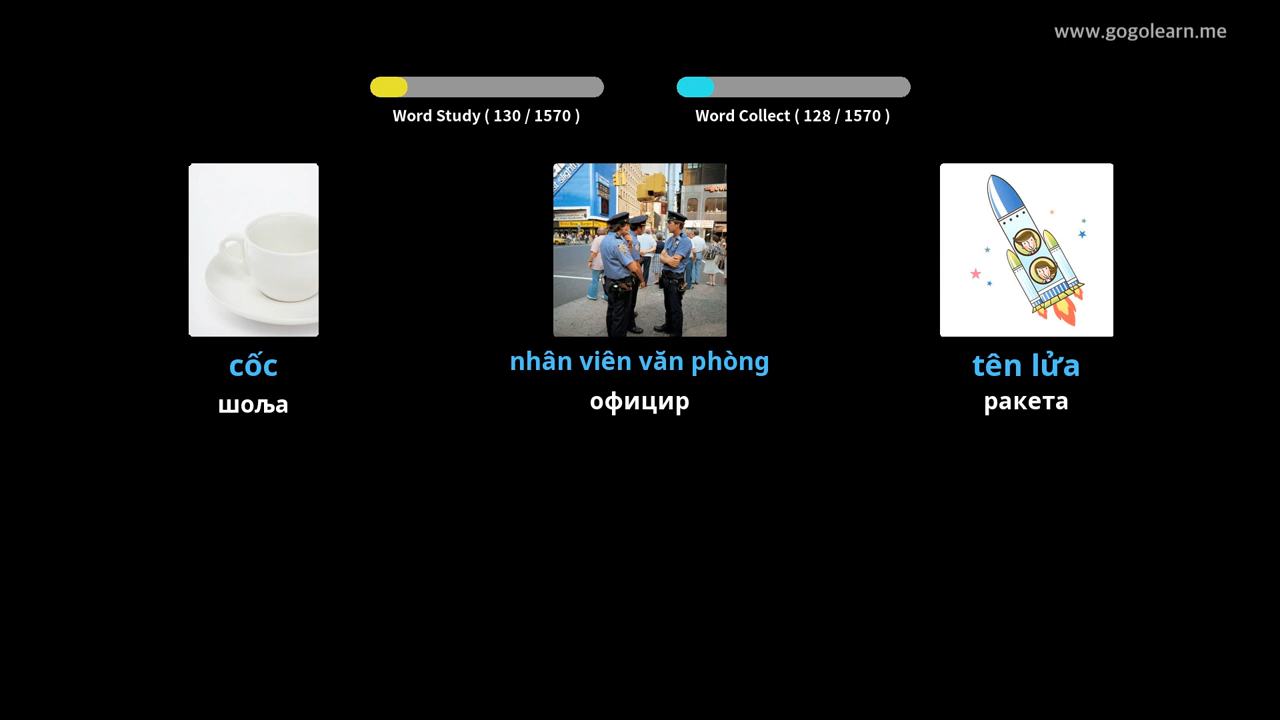 www.gogolearn.me
Word Study ( 130 / 1570 )
Word Collect ( 128 / 1570 )
cốc
nhân viên văn phòng
tên lửa
шоља
официр
ракета